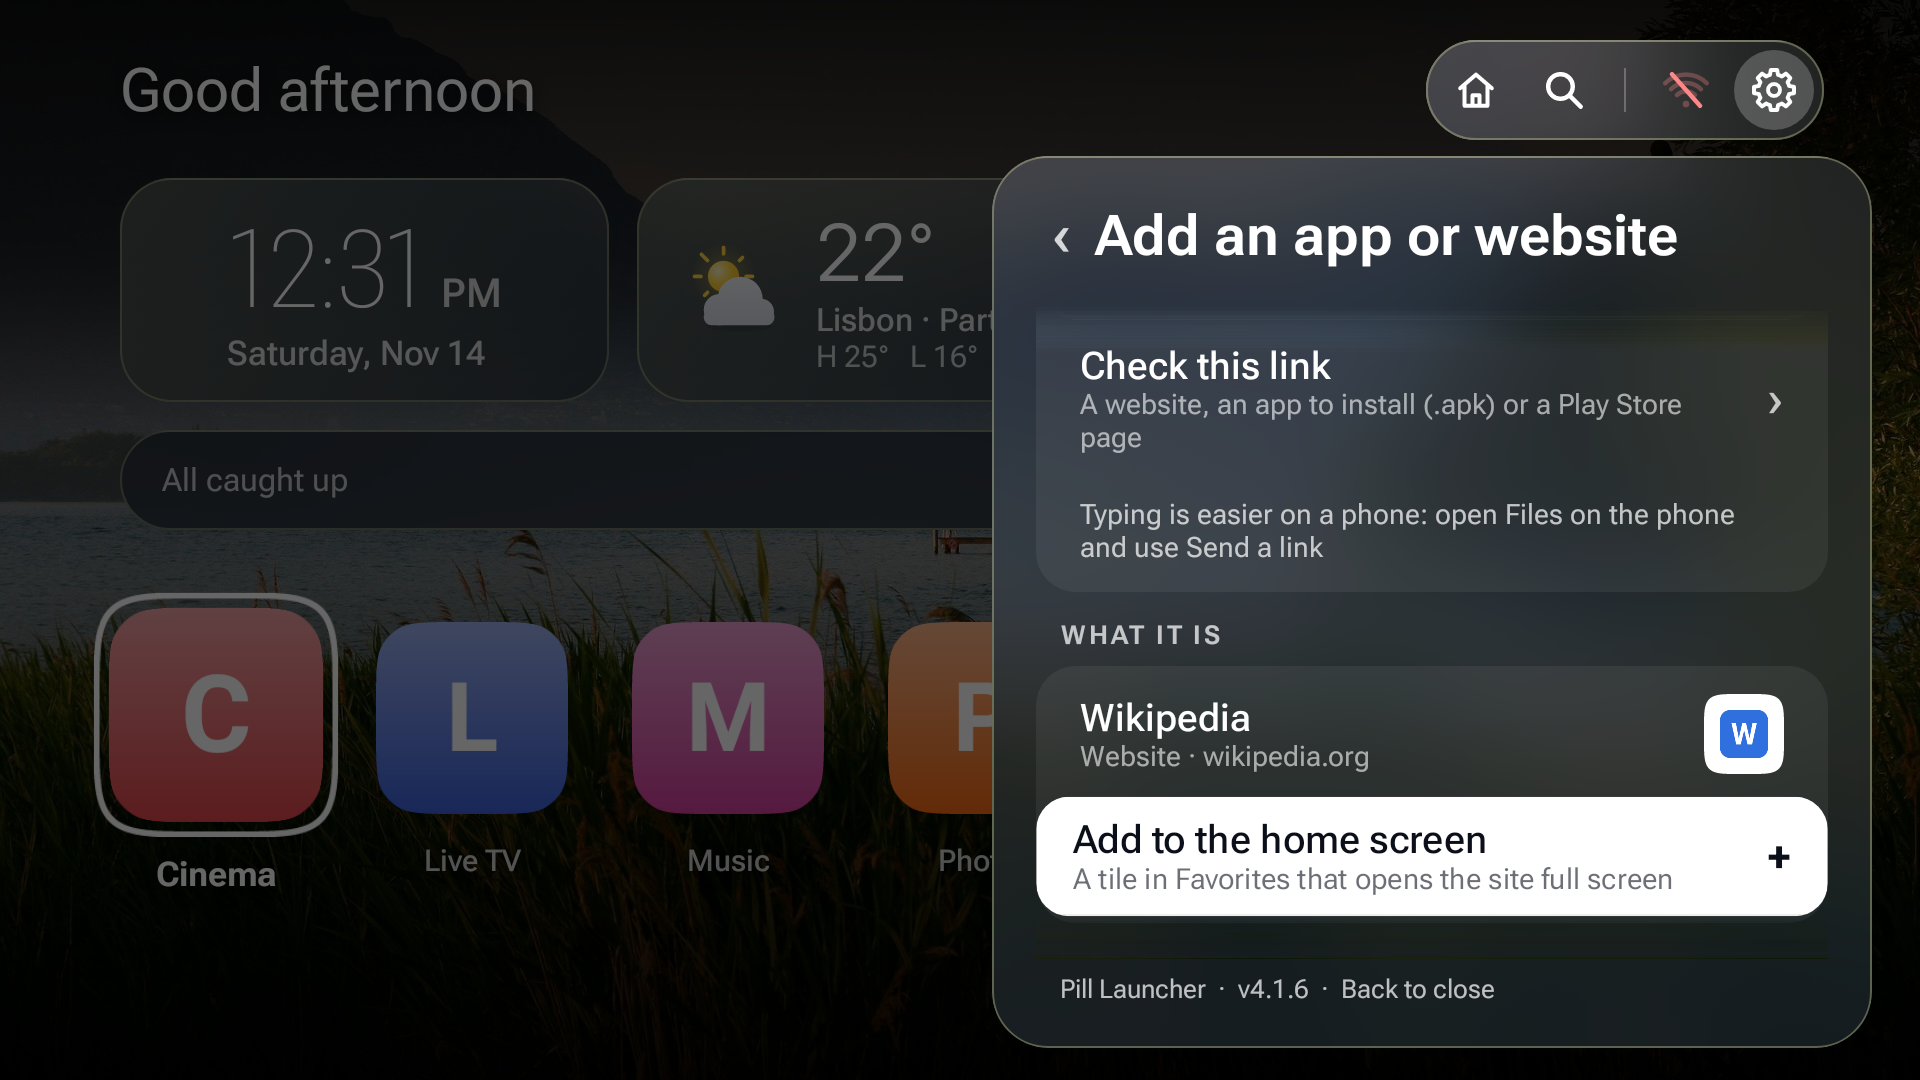 Good afternoon
12:31 PM
Saturday, Nov 14
22°
Lisbon ·
H 25° L 16°
All caught up
C
L
M
Cinema
Live TV
Music
‹ Add an app or website
Check this link
A website, an app to install (.apk) or a Play Store
page
›
Typing is easier on a phone: open Files on the phone
and use Send a link
WHAT IT IS
Wikipedia
Website · wikipedia.org
W
Add to the home screen
A tile in Favorites that opens the site full screen
+
Pill Launcher · v4.1.6 · Back to close